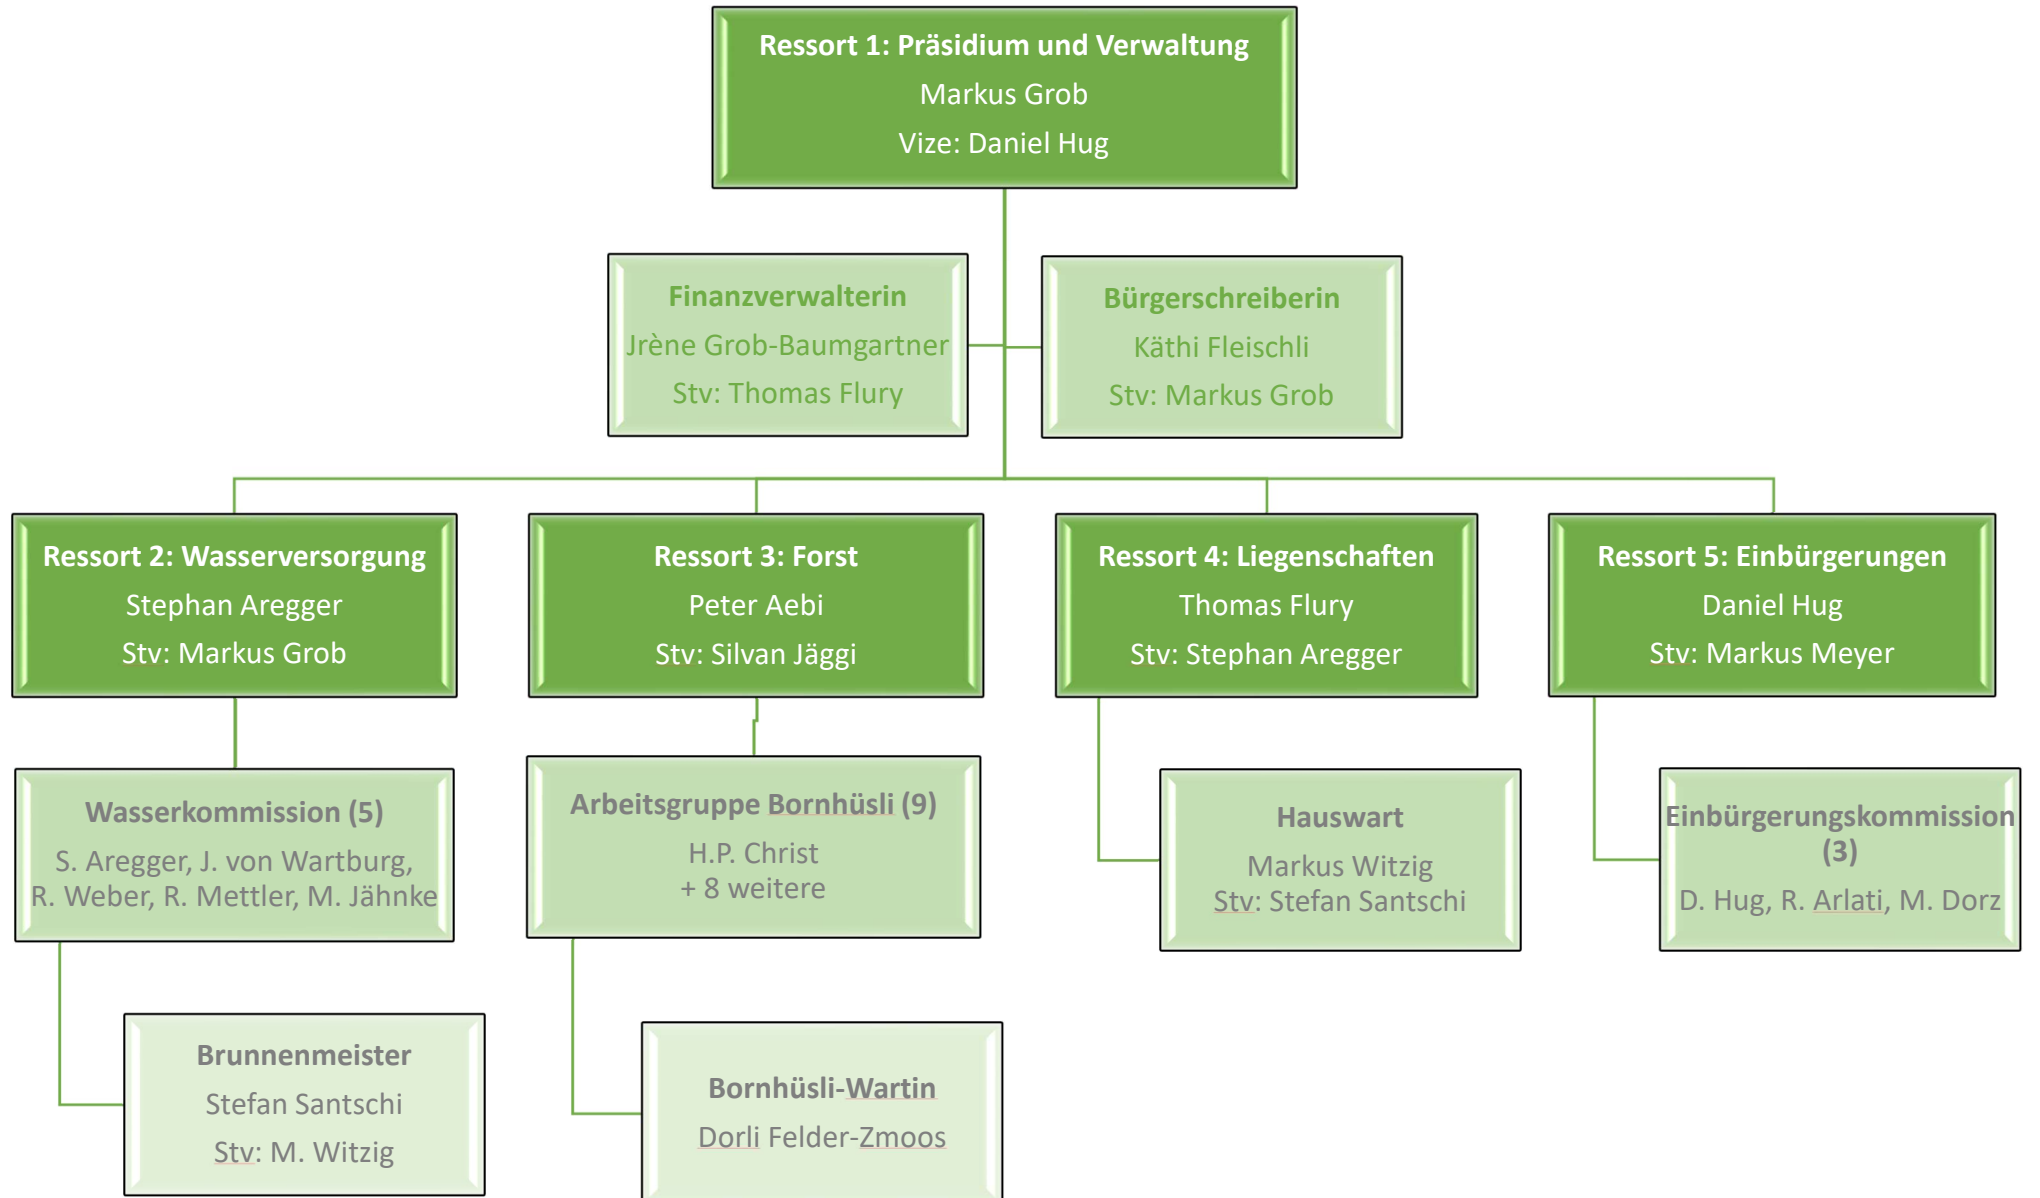 Ressort 1: Präsidium und Verwaltung
Markus Grob
Vize: Daniel Hug
Finanzverwalterin
Jrène Grob-Baumgartner
Stv: Thomas Flury
Bürgerschreiberin
Käthi Fleischli
Stv: Markus Grob
Ressort 2: Wasserversorgung
Stephan Aregger
Stv: Markus Grob
Ressort 3: Forst
Peter Aebi
Stv: Silvan Jäggi
Ressort 4: Liegenschaften
Thomas Flury
Stv: Stephan Aregger
Ressort 5: Einbürgerungen
Daniel Hug
Stv: Markus Meyer
Wasserkommission (5)
S. Aregger, J. von Wartburg,
R. Weber, R. Mettler, M. Jähnke
Arbeitsgruppe Bornhüsli (9)
H.P. Christ
+ 8 weitere
Hauswart
Markus Witzig
Stv: Stefan Santschi
Einbürgerungskommission
(3)
D. Hug, R. Arlati, M. Dorz
Brunnenmeister
Stefan Santschi
Stv: M. Witzig
Bornhüsli-Wartin
Dorli Felder-Zmoos